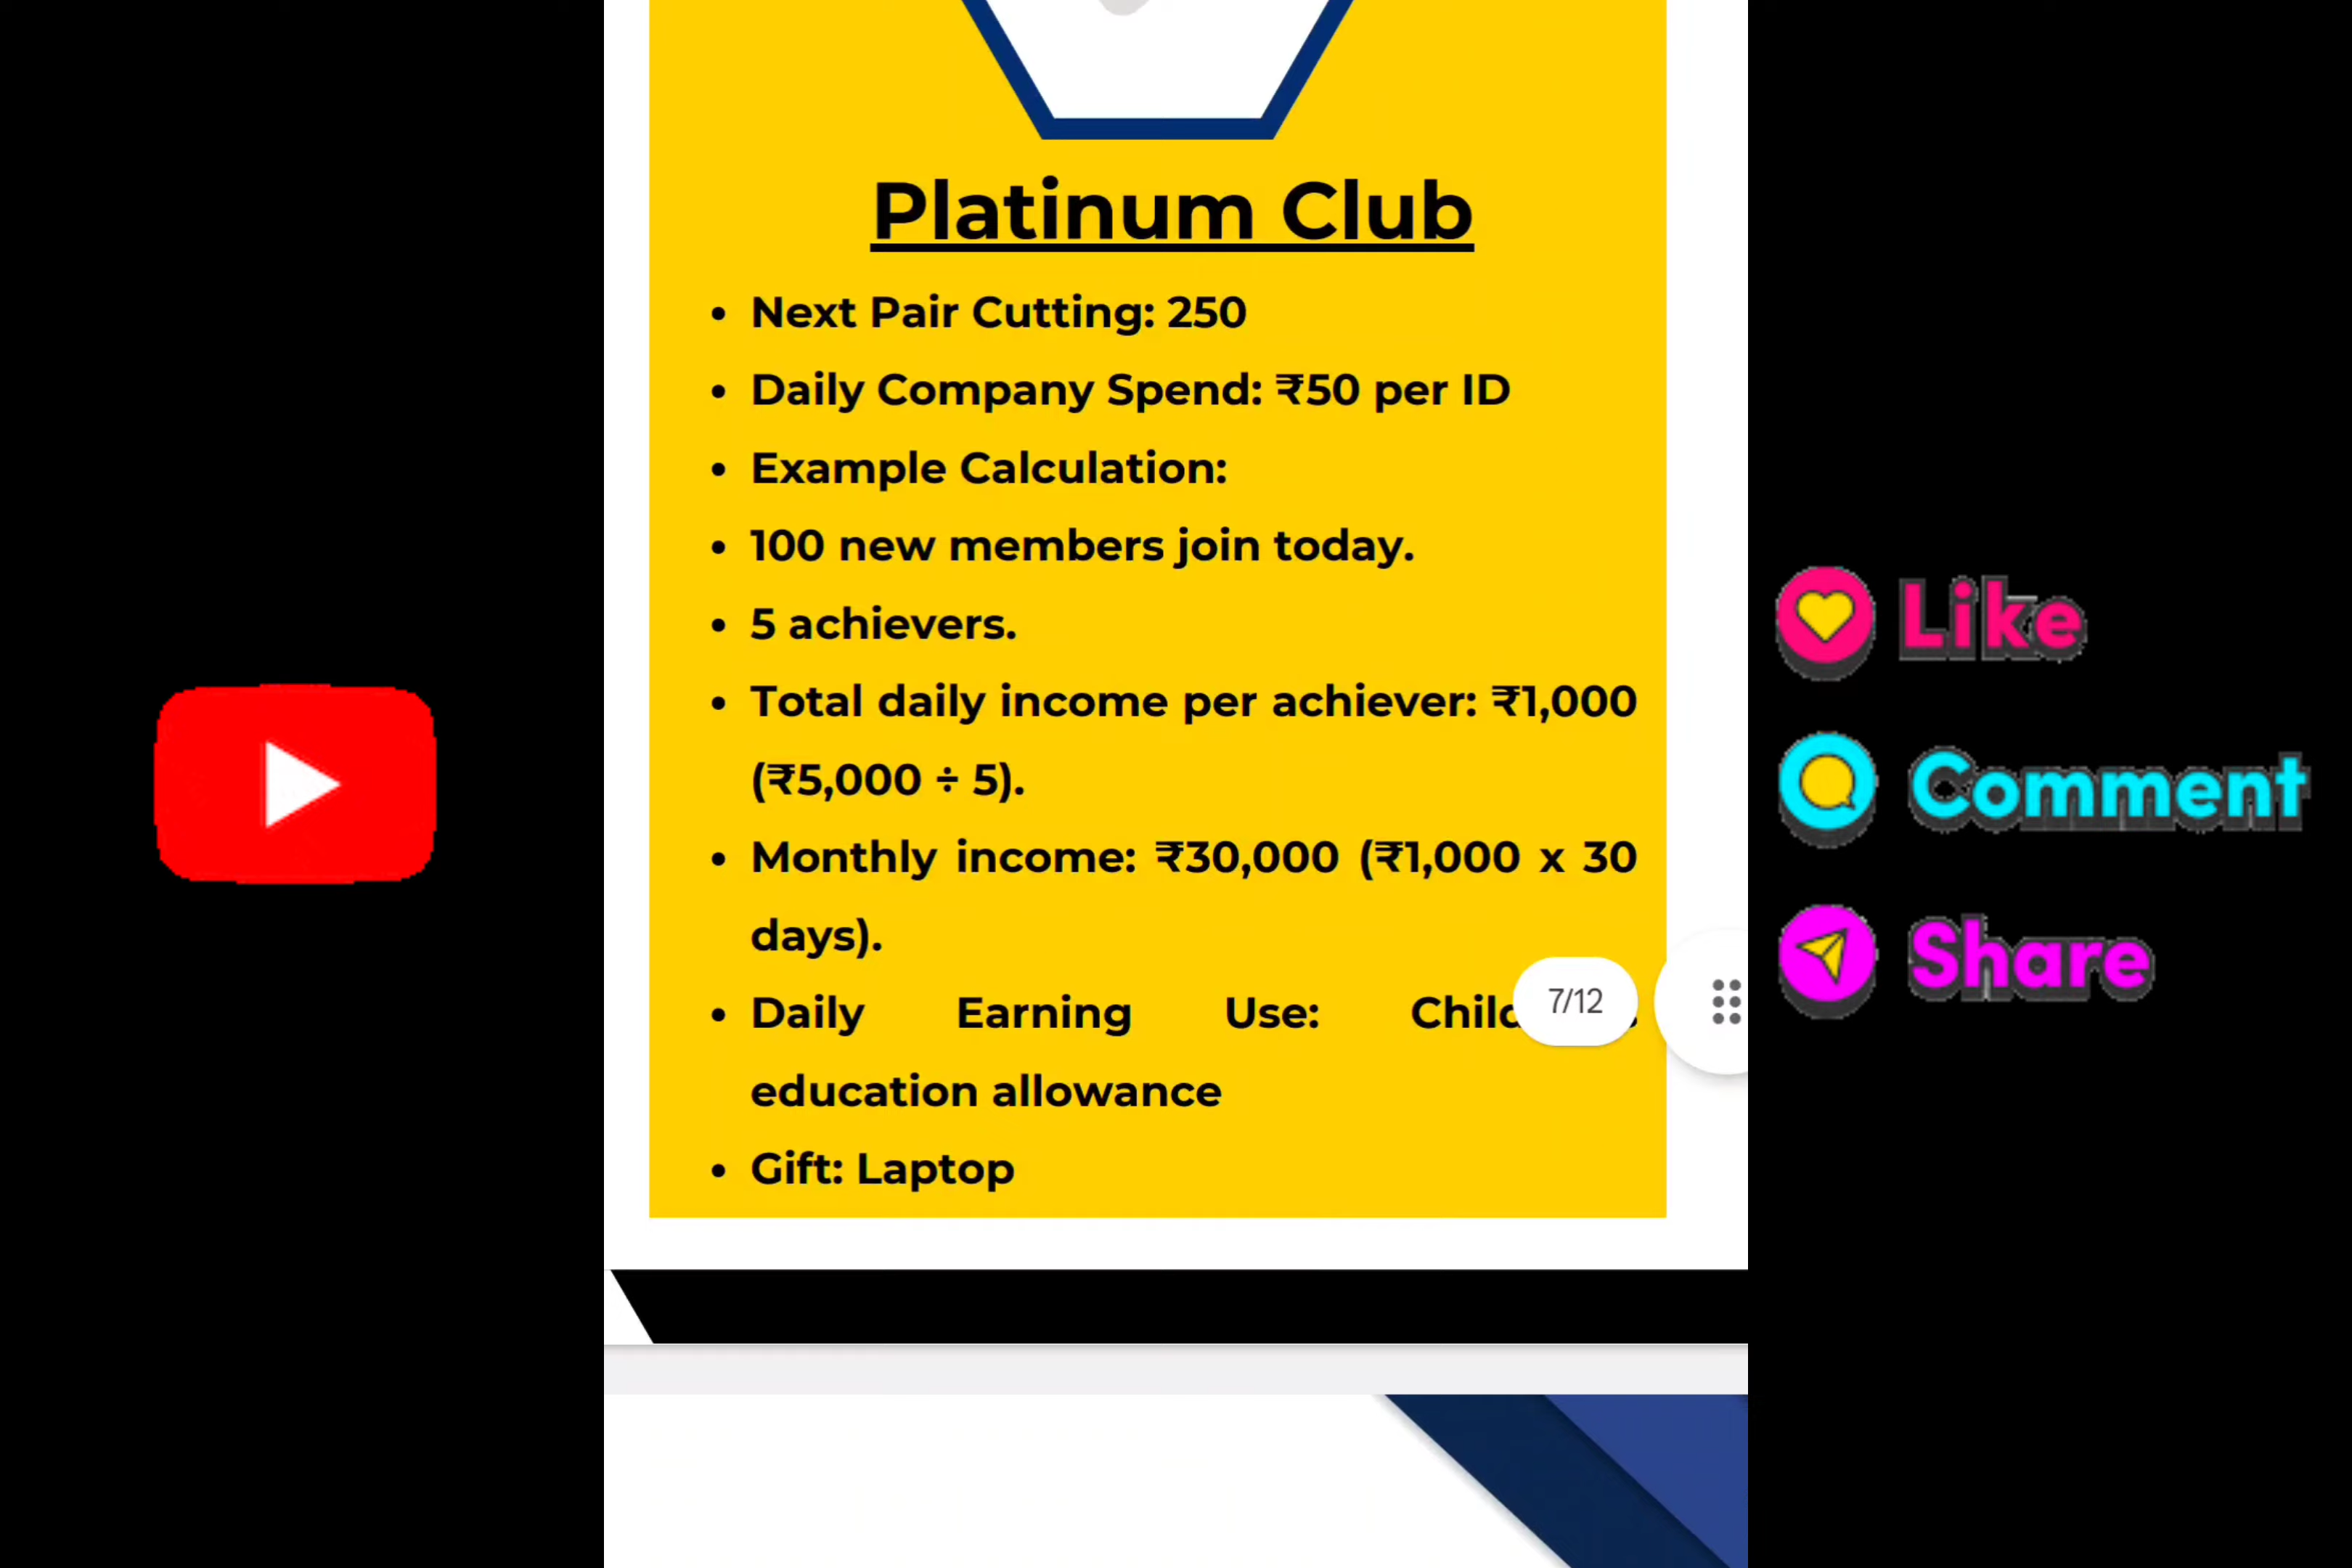 Platinum Club
• Next Pair Cutting: 250
• Daily Company Spend: ₹50 per ID
• Example Calculation:
• 100 new members join today.
• 5 achievers.
• Total daily income per achiever: ₹1,000
(₹5,000 ÷ 5).
• Monthly income: ₹30,000 (₹1,000 x 30
days).
• Daily Earning Use:
7/12
education allowance
• Gift: Laptop
Like
Comment
Share